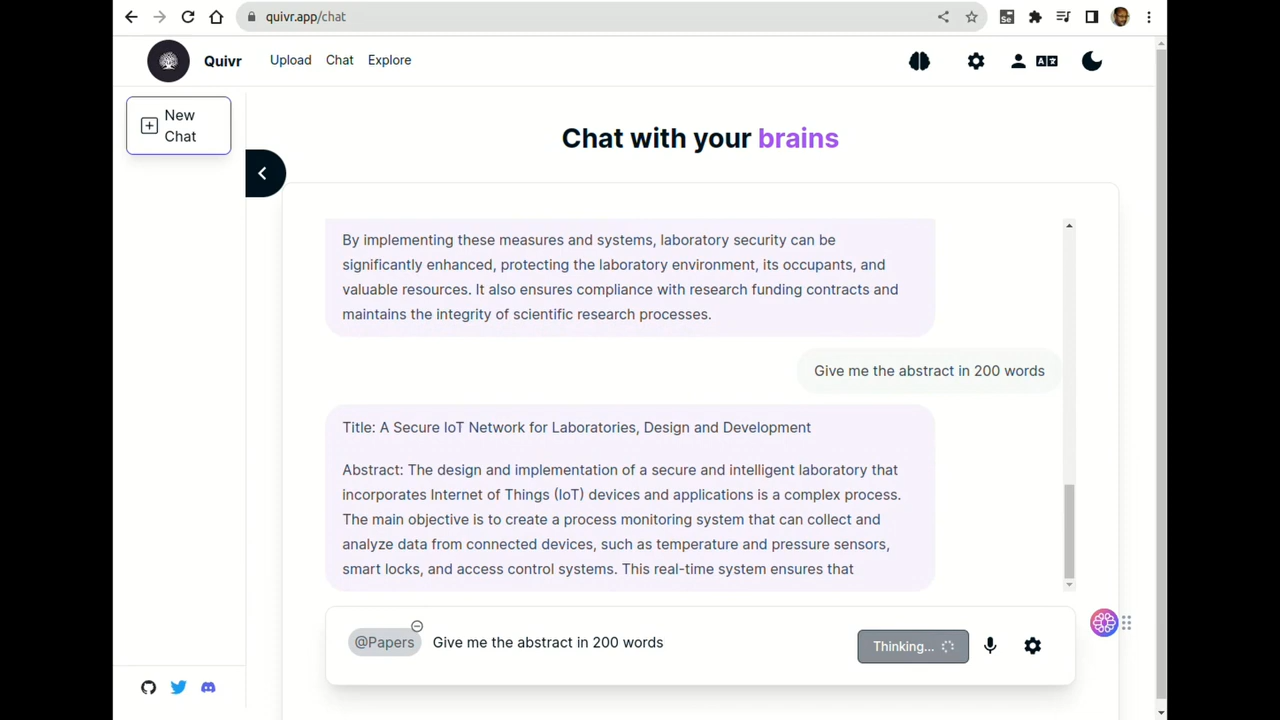 quivr.app/chat
Se
Quivr
Upload
Chat
Explore
New
Chat
Chat with your brains
By implementing these measures and systems, laboratory security can be
significantly enhanced, protecting the laboratory environment, its occupants, and
valuable resources. It also ensures compliance with research funding contracts and
maintains the integrity of scientific research processes.
Give me the abstract in 200 words
Title: A Secure IoT Network for Laboratories, Design and Development
Abstract: The design and implementation of a secure and intelligent laboratory that
incorporates Internet of Things (IoT) devices and applications is a complex process.
The main objective is to create a process monitoring system that can collect and
analyze data from connected devices, such as temperature and pressure sensors,
smart locks, and access control systems. This real-time system ensures that
@Papers Give me the abstract in 200 words
Thinking...